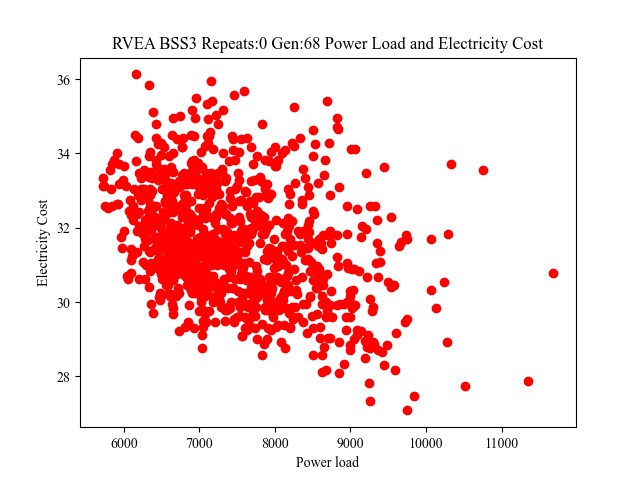 RVEA BSS3 Repeats:0 Gen:68 Power Load and Electricity Cost
36
34
32
30
28
Electricity Cost
6000 7000 8000 9000 10000 11000
Power load